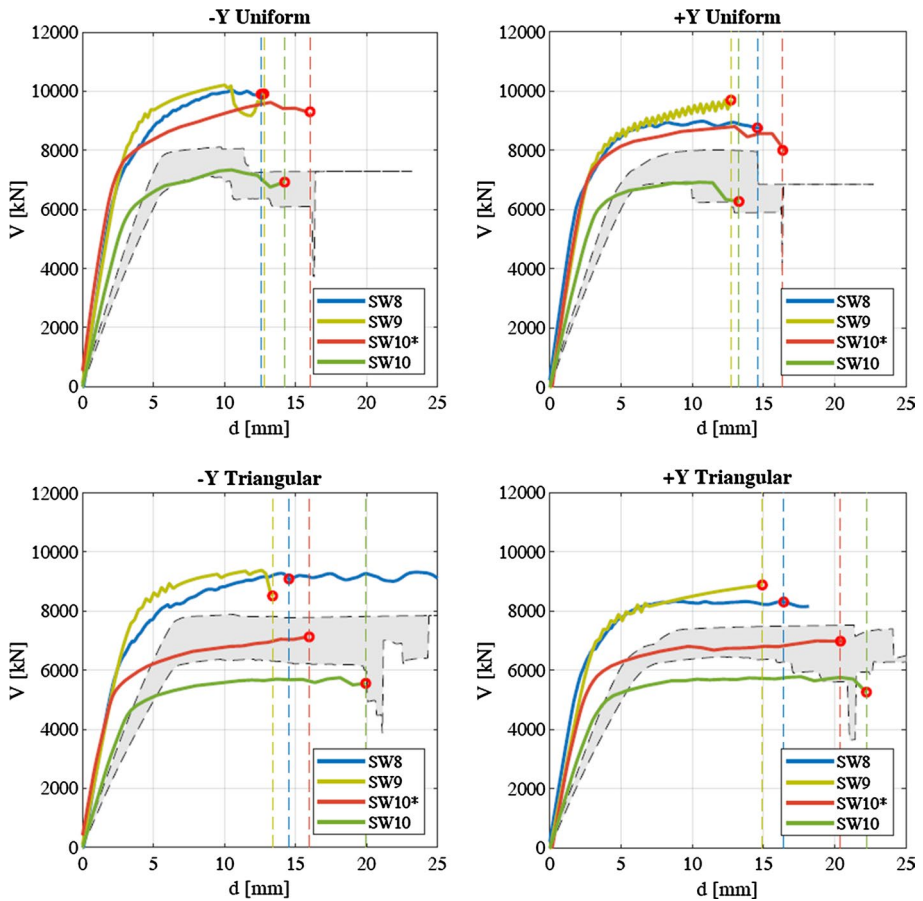 -Y Uniform
12000
10000
8000
6000
4000
2000
0
V [kN]
SW8
SW9
SW10*
SW10
0 5 10 15 20 25
d [mm]
+Y Uniform
12000
10000
8000
6000
4000
2000
0
V [kN]
SW8
SW9
SW10*
SW10
0 5 10 15 20 25
d [mm]
-Y Triangular
12000
10000
8000
6000
4000
2000
0
V [kN]
SW8
SW9
SW10*
SW10
0 5 10 15 20 25
d [mm]
+Y Triangular
12000
10000
8000
6000
4000
2000
0
V [kN]
SW8
SW9
SW10*
SW10
0 5 10 15 20 25
d [mm]